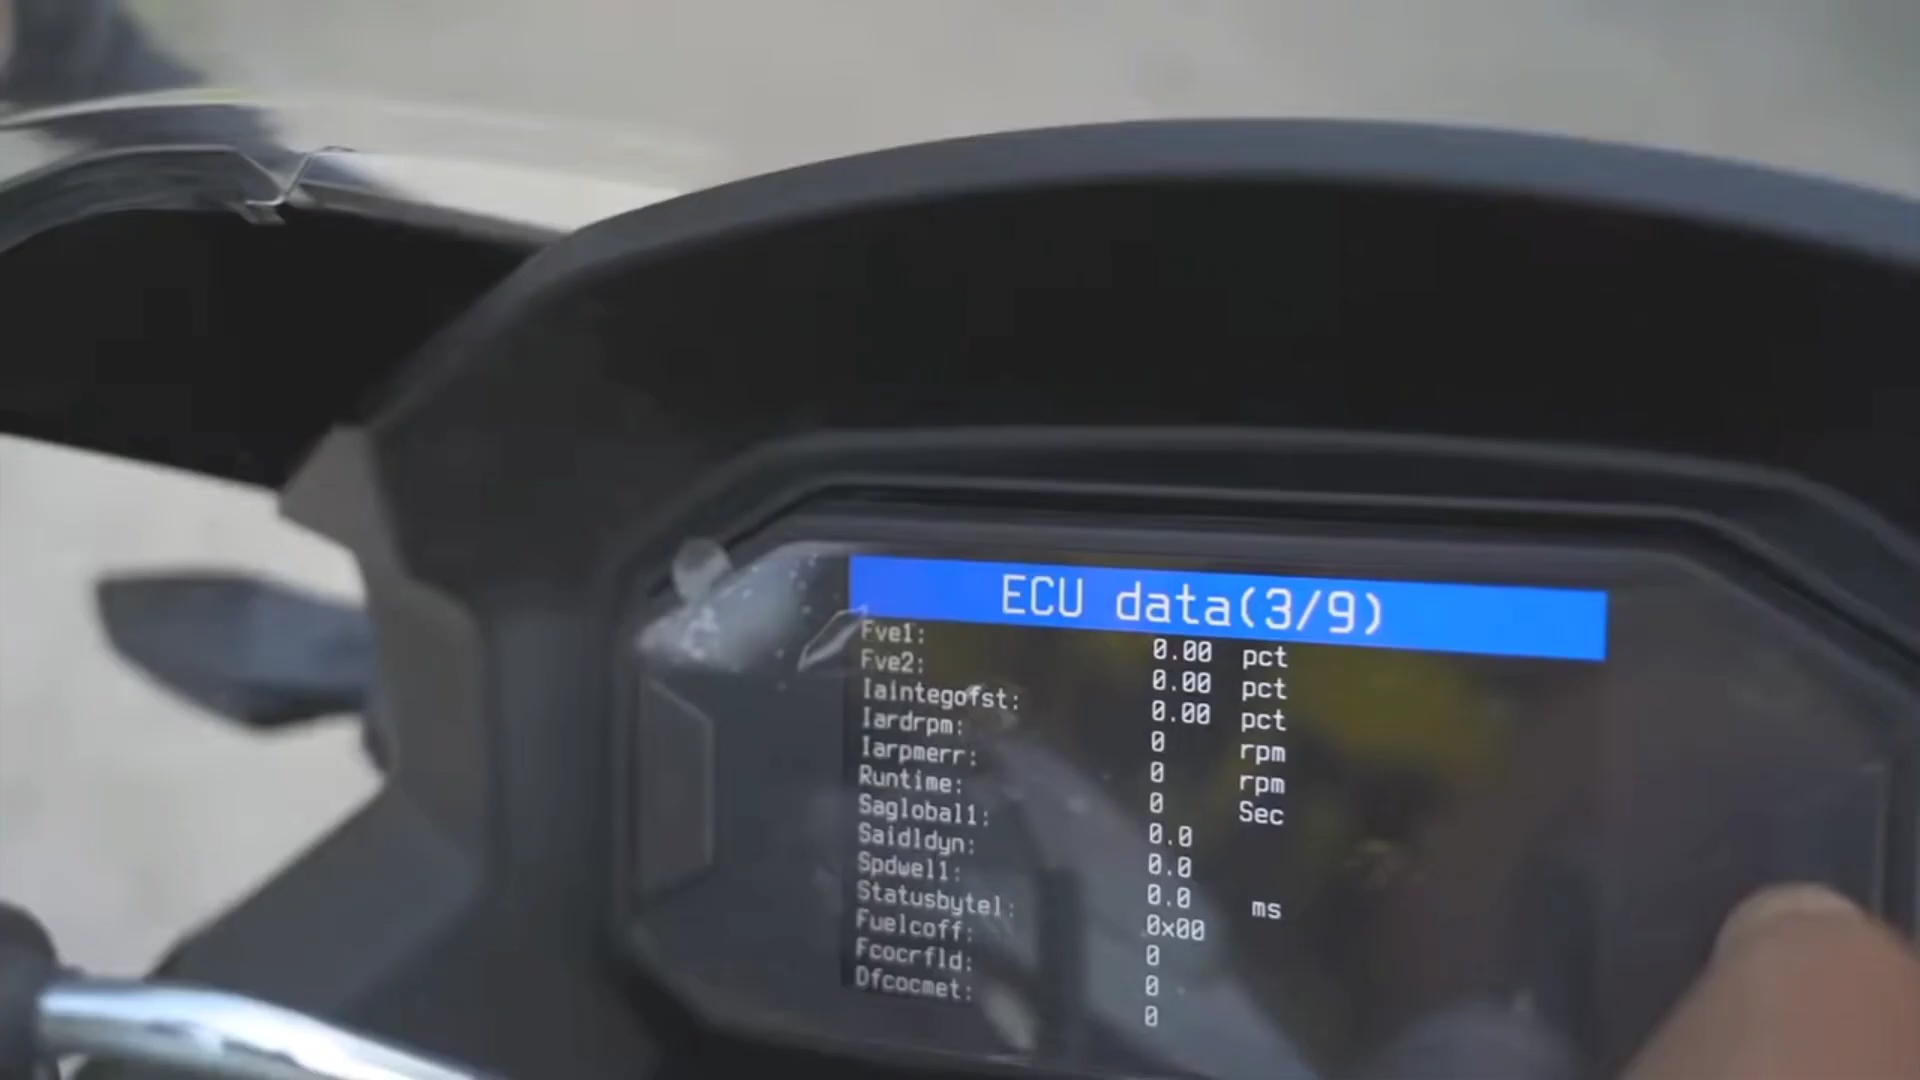 ECU data(3/9)
Fve1: 0.00 pct
Fve2: 0.00 pct
Iaintegofst: 0.00 pct
Iardrpm: 0 rpm
Iarpmerr: 0 rpm
Runtime: 0 Sec
Saglobal1: 0.0
Saidldyn: 0.0
Spdwell: 0.0 ms
Statusbyte1: 0x00
Fuelcoff: 0
Fcocrfld: 0
Dfcocmet: 0